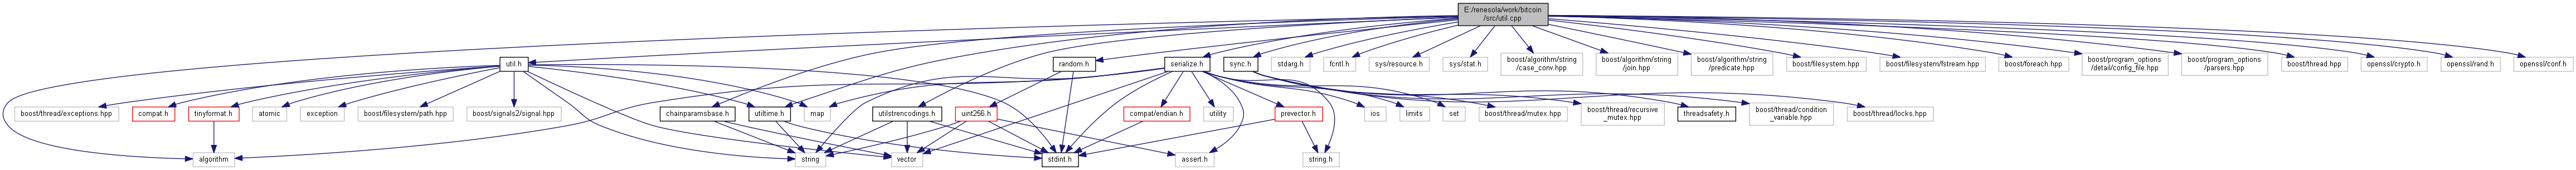 E:/renesola/work/bitcoin
/src/util.cpp
util.h
random.h
serialize.h
sync.h
stdarg.h
fcntl.h
sys/resource.h
sys/stat.h
boost/algorithm/string
/case_conv.hpp
boost/algorithm/string
/join.hpp
boost/algorithm/string
/predicate.hpp
boost/filesystem.hpp
boost/filesystem/fstream.hpp
boost/foreach.hpp
boost/program_options
/detail/config_file.hpp
boost/program_options
/parsers.hpp
boost/thread.hpp
openssl/crypto.h
openssl/rand.h
openssl/conf.h
boost/thread/exceptions.hpp
compat.h
tinyformat.h
atomic
exception
boost/filesystem/path.hpp
boost/signals2/signal.hpp
chainparamsbase.h
utiltime.h
map
utilstrencodings.h
uint256.h
compat/endian.h
utility
prevector.h
ios
limits
set
boost/thread/mutex.hpp
boost/thread/recursive
_mutex.hpp
threadsafety.h
boost/thread/condition
_variable.hpp
boost/thread/locks.hpp
algorithm
string
vector
stdint.h
assert.h
string.h